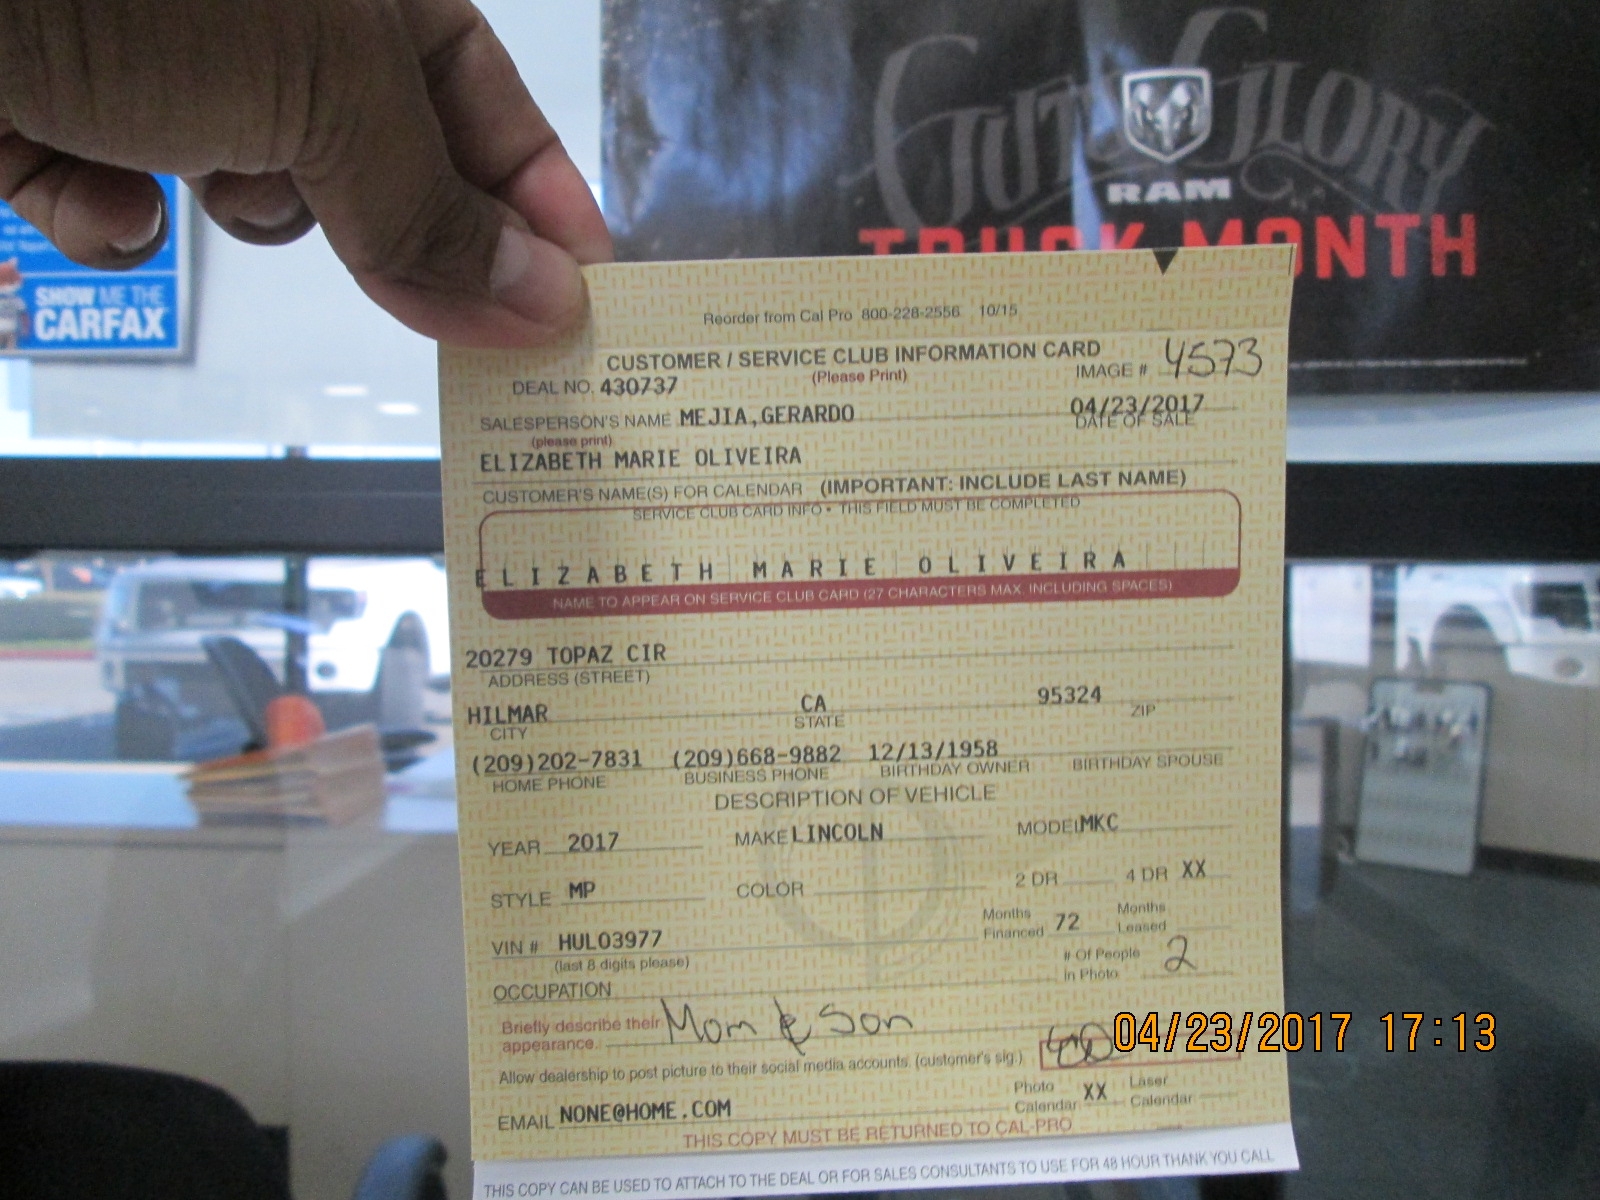 GUTS GLORY
RAM
TRUCK MONTH
SHOW ME THE
CARFAX
Reorder from Cal Pro 800-228-2556 10/15
CUSTOMER / SERVICE CLUB INFORMATION CARD
DEAL NO. 430737 (Please Print) IMAGE # 4573
SALESPERSON'S NAME MEJIA,GERARDO 04/23/2017
(please print) DATE OF SALE
ELIZABETH MARIE OLIVEIRA
CUSTOMER'S NAME(S) FOR CALENDAR (IMPORTANT: INCLUDE LAST NAME)
SERVICE CLUB CARD INFO • THIS FIELD MUST BE COMPLETED
ELIZABETH MARIE OLIVEIRA
NAME TO APPEAR ON SERVICE CLUB CARD (27 CHARACTERS MAX. INCLUDING SPACES)
20279 TOPAZ CIR
ADDRESS (STREET)
HILMAR CA 95324
CITY STATE ZIP
(209)202-7831 (209)668-9882 12/13/1958
HOME PHONE BUSINESS PHONE BIRTHDAY OWNER BIRTHDAY SPOUSE
DESCRIPTION OF VEHICLE
YEAR 2017 MAKE LINCOLN MODEL MKC
STYLE MP COLOR 2 DR 4 DR XX
VIN # HUL03977 Months Financed 72 Months Leased
(last 8 digits please) # Of People In Photo 2
OCCUPATION
Briefly describe their appearance. Mom & Son
Allow dealership to post picture to their social media accounts. (customer's sig.)
04/23/2017 17:13
EMAIL NONE@HOME.COM Photo Calendar XX Laser Calendar
THIS COPY MUST BE RETURNED TO CAL-PRO
THIS COPY CAN BE USED TO ATTACH TO THE DEAL OR FOR SALES CONSULTANTS TO USE FOR 48 HOUR THANK YOU CALL